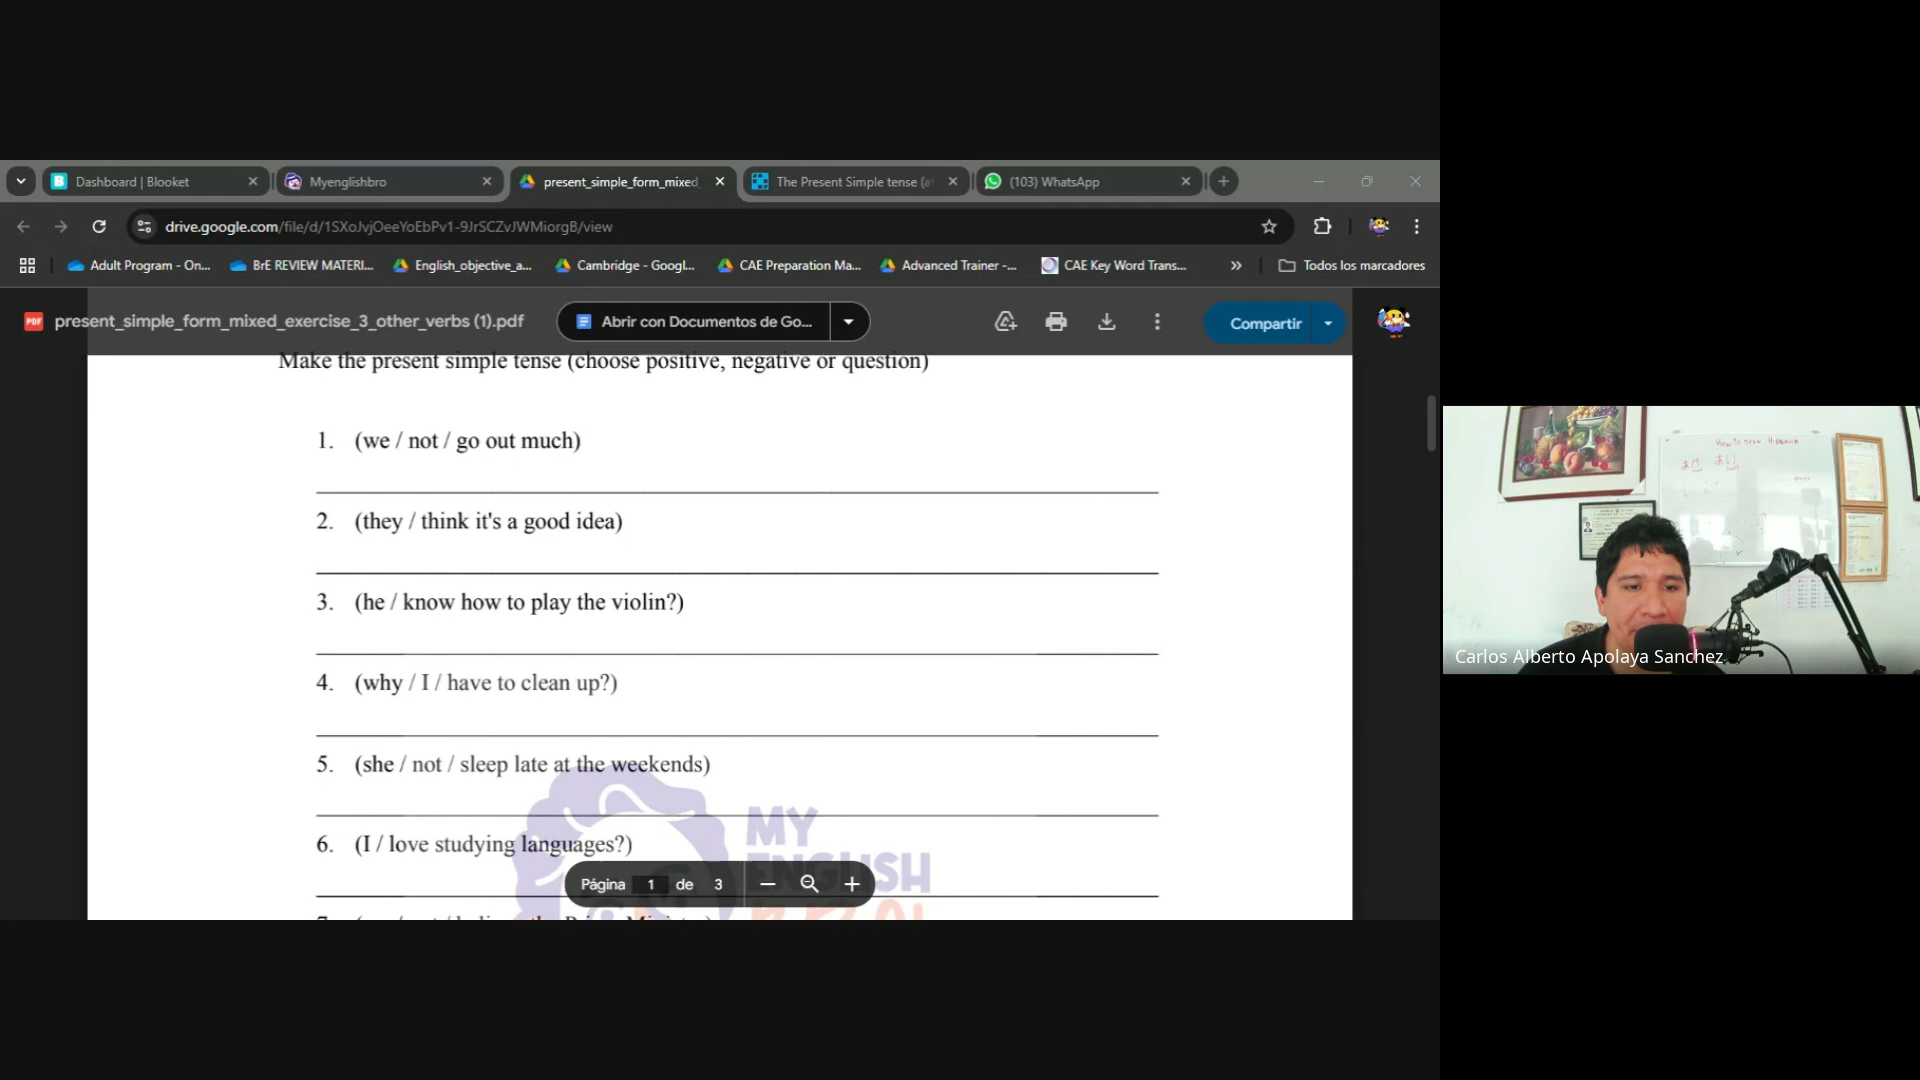 Dashboard | Blooket
Myenglishbro
present_simple_form_mixed_
The Present Simple tense (a
(103) WhatsApp
drive.google.com/file/d/1SXoJvjOeeYoEbPv1-9JrSCZvJWMiorgB/view
Adult Program - On...
BrE REVIEW MATERI...
English_objective_a...
Cambridge - Googl...
CAE Preparation Ma...
Advanced Trainer -...
CAE Key Word Trans...
Todos los marcadores
PDF
present_simple_form_mixed_exercise_3_other_verbs (1).pdf
Abrir con Documentos de Go...
Compartir
Make the present simple tense (choose positive, negative or question)
1. (we / not / go out much)
2. (they / think it's a good idea)
3. (he / know how to play the violin?)
4. (why / I / have to clean up?)
5. (she / not / sleep late at the weekends)
6. (I / love studying languages?)
MY
ENGLISH
Página 1 de 3
Carlos Alberto Apolaya Sanchez